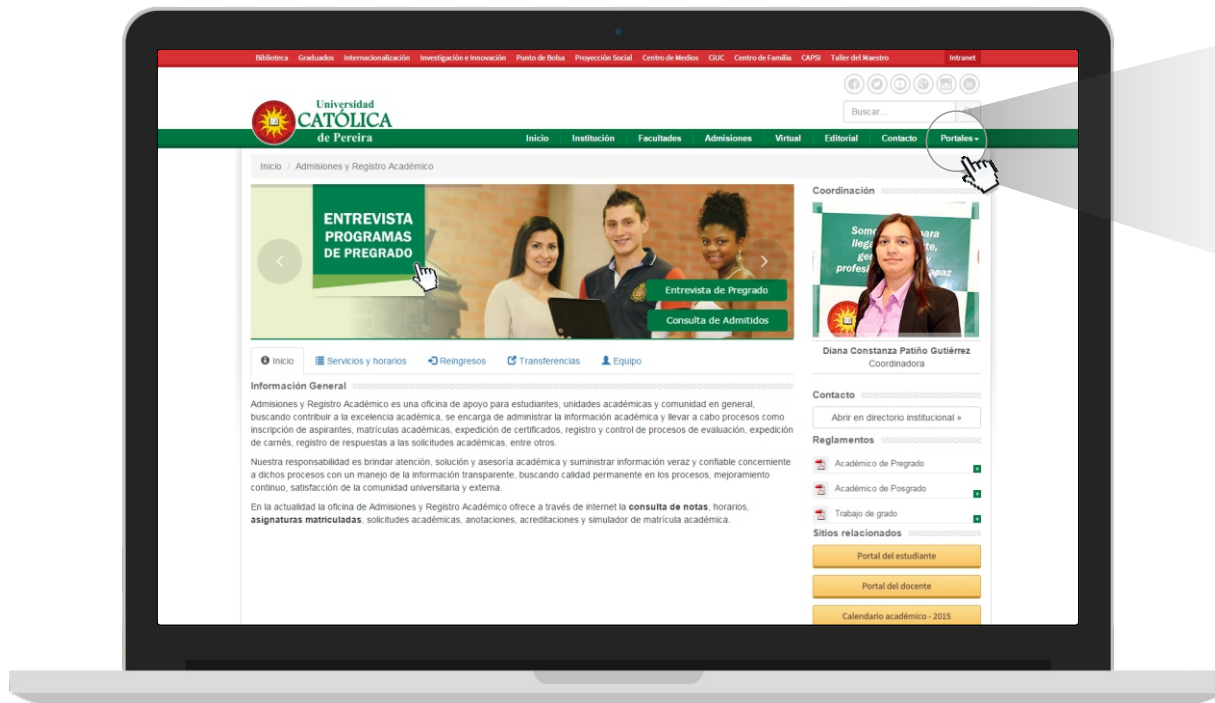 Biblioteca Graduados Internacionalización Investigación e Innovación Punto de Bolsa Proyección Social Centro de Medios CIUC Centro de Familia CAPSI Taller del Maestro Intranet
Buscar...
Universidad
CATÓLICA
de Pereira
Inicio Institución Facultades Admisiones Virtual Editorial Contacto Portales
Inicio / Admisiones y Registro Académico
ENTREVISTA
PROGRAMAS
DE PREGRADO
Entrevista de Pregrado
Consulta de Admitidos
Coordinación
Diana Constanza Patiño Gutiérrez
Coordinadora
Inicio Servicios y horarios Reingresos Transferencias Equipo
Información General
Admisiones y Registro Académico es una oficina de apoyo para estudiantes, unidades académicas y comunidad en general,
buscando contribuir a la excelencia académica, se encarga de administrar la información académica y llevar a cabo procesos como
inscripción de aspirantes, matrículas académicas, expedición de certificados, registro y control de procesos de evaluación, expedición
de carnés, registro de respuestas a las solicitudes académicas, entre otros.
Nuestra responsabilidad es brindar atención, solución y asesoría académica y suministrar información veraz y confiable concerniente
a dichos procesos con un manejo de la información transparente, buscando calidad permanente en los procesos, mejoramiento
continuo, satisfacción de la comunidad universitaria y externa.
En la actualidad la oficina de Admisiones y Registro Académico ofrece a través de internet la consulta de notas, horarios,
asignaturas matriculadas, solicitudes académicas, anotaciones, acreditaciones y simulador de matrícula académica.
Contacto
Abrir en directorio institucional »
Reglamentos
Académico de Pregrado
Académico de Posgrado
Trabajo de grado
Sitios relacionados
Portal del estudiante
Portal del docente
Calendario académico - 2015